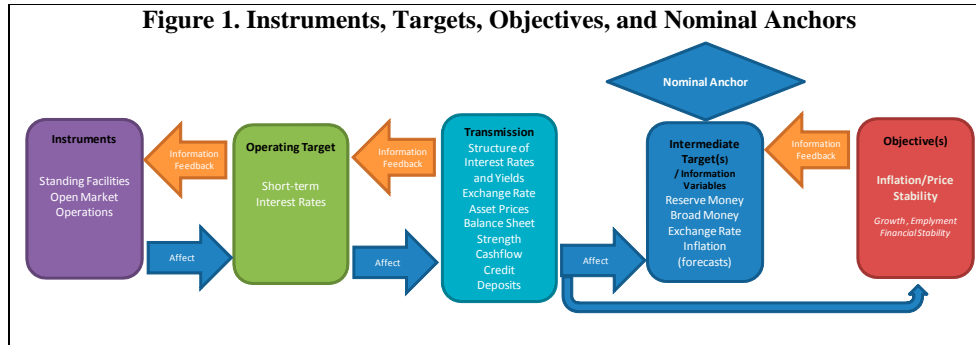 Figure 1. Instruments, Targets, Objectives, and Nominal Anchors
Nominal Anchor
Instruments
Standing Facilities
Open Market
Operations
Information
Feedback
Affect
Operating Target
Short-term
Interest Rates
Information
Feedback
Affect
Transmission
Structure of
Interest Rates
and Yields
Exchange Rate
Asset Prices
Balance Sheet
Strength
Cashflow
Credit
Deposits
Affect
Intermediate
Target(s)
/ Information
Variables
Reserve Money
Broad Money
Exchange Rate
Inflation
(forecasts)
Information
Feedback
Objective(s)
Inflation/Price
Stability
Growth , Emplyment
Financial Stability